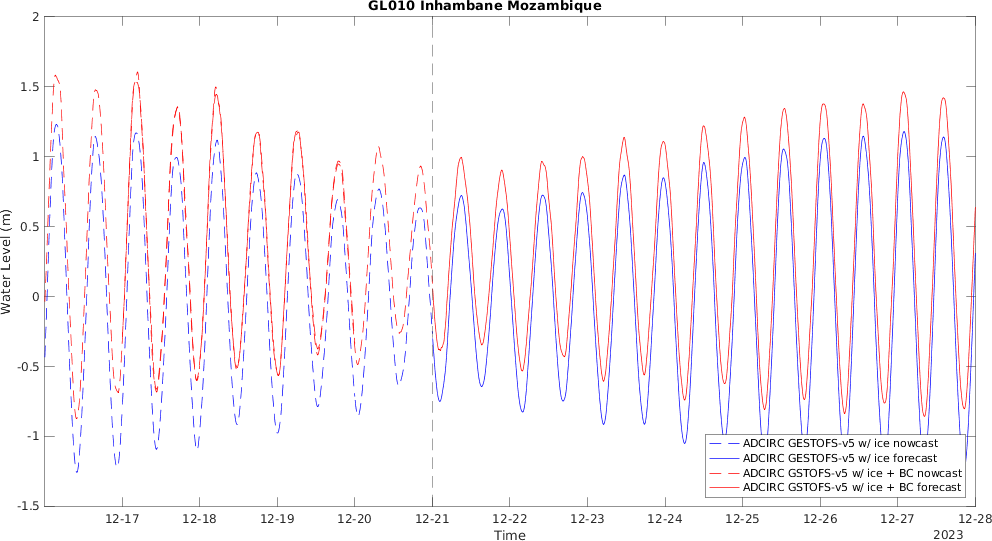 GL010 Inhambane Mozambique
2
1.5
1
0.5
0
-0.5
-1
-1.5
Water Level (m)
ADCIRC GESTOFS-v5 w/ ice nowcast
ADCIRC GESTOFS-v5 w/ ice forecast
ADCIRC GSTOFS-v5 w/ ice + BC nowcast
ADCIRC GSTOFS-v5 w/ ice + BC forecast
12-17 12-18 12-19 12-20 12-21 12-22 12-23 12-24 12-25 12-26 12-27 12-28
Time
2023